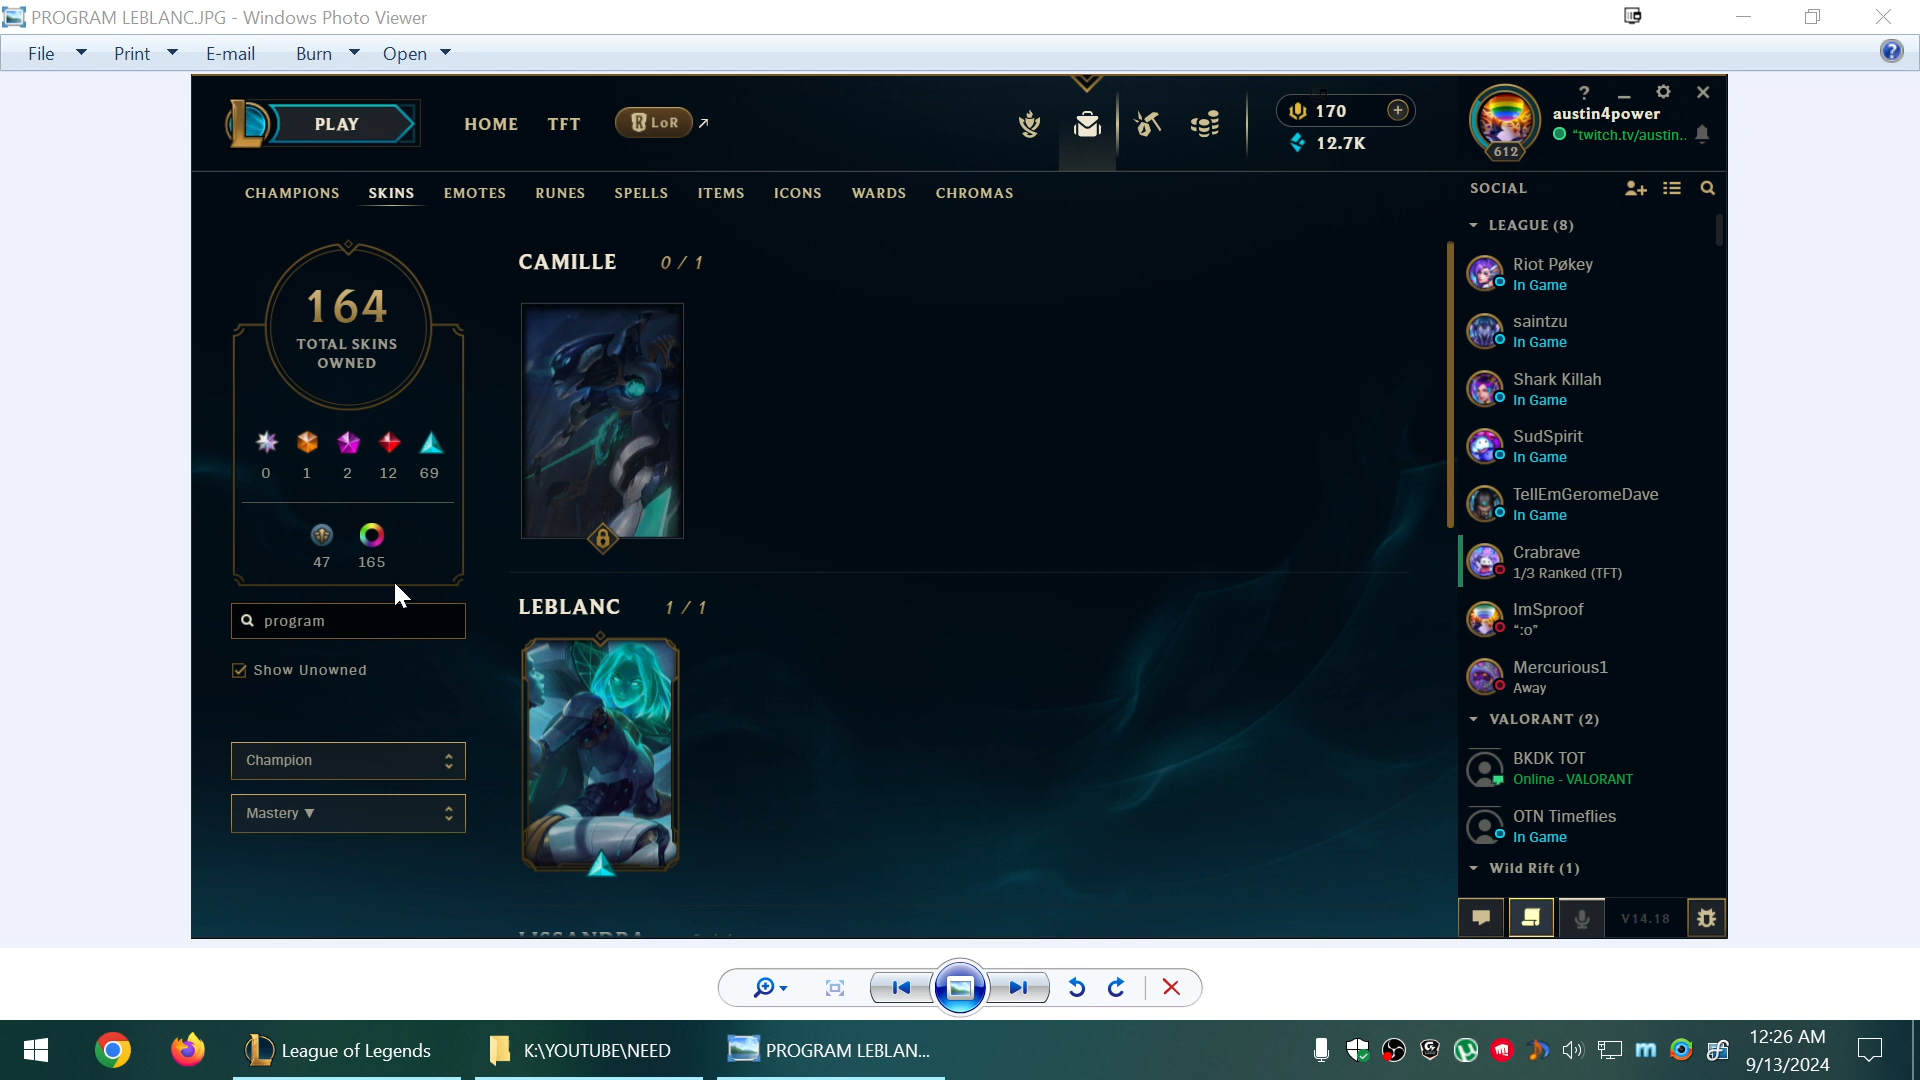 PROGRAM LEBLANC.JPG - Windows Photo Viewer
File Print E-mail Burn Open
PLAY
HOME TFT LoR
170
12.7K
austin4power
"twitch.tv/austin..
612
CHAMPIONS SKINS EMOTES RUNES SPELLS ITEMS ICONS WARDS CHROMAS
164
TOTAL SKINS
OWNED
0 1 2 12 69
47 165
program
Show Unowned
Champion
Mastery ▼
CAMILLE 0 / 1
LEBLANC 1 / 1
SOCIAL
LEAGUE (8)
Riot Pøkey
In Game
saintzu
In Game
Shark Killah
In Game
SudSpirit
In Game
TellEmGeromeDave
In Game
Crabrave
1/3 Ranked (TFT)
ImSproof
":o"
Mercurious1
Away
VALORANT (2)
BKDK TOT
Online - VALORANT
OTN Timeflies
In Game
Wild Rift (1)
V14.18
League of Legends
K:\YOUTUBE\NEED
PROGRAM LEBLAN...
12:26 AM
9/13/2024